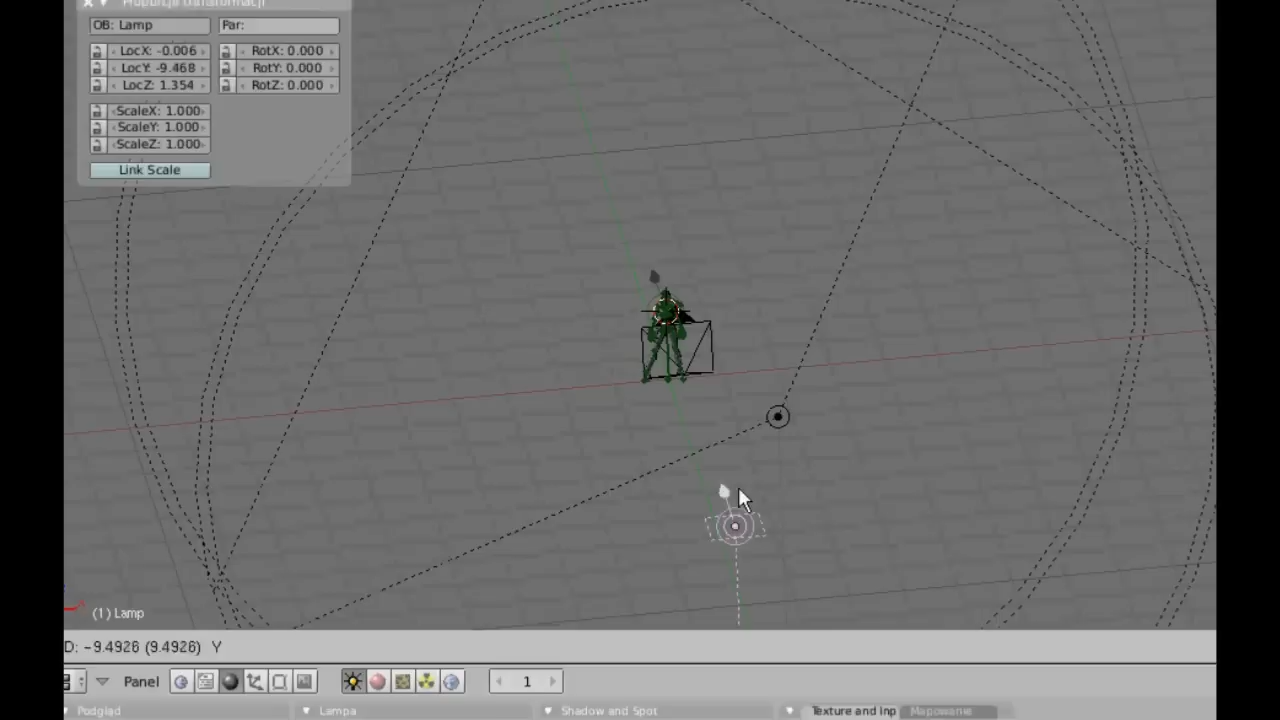 OB: Lamp Par:
LocX: -0.006 RotX: 0.000
LocY: -9.468 RotY: 0.000
LocZ: 1.354 RotZ: 0.000
ScaleX: 1.000
ScaleY: 1.000
ScaleZ: 1.000
Link Scale
(1) Lamp
D: -9.4926 (9.4926) Y
Panel 1
Podgląd Lampa Shadow and Spot Texture and Inp Mapowanie